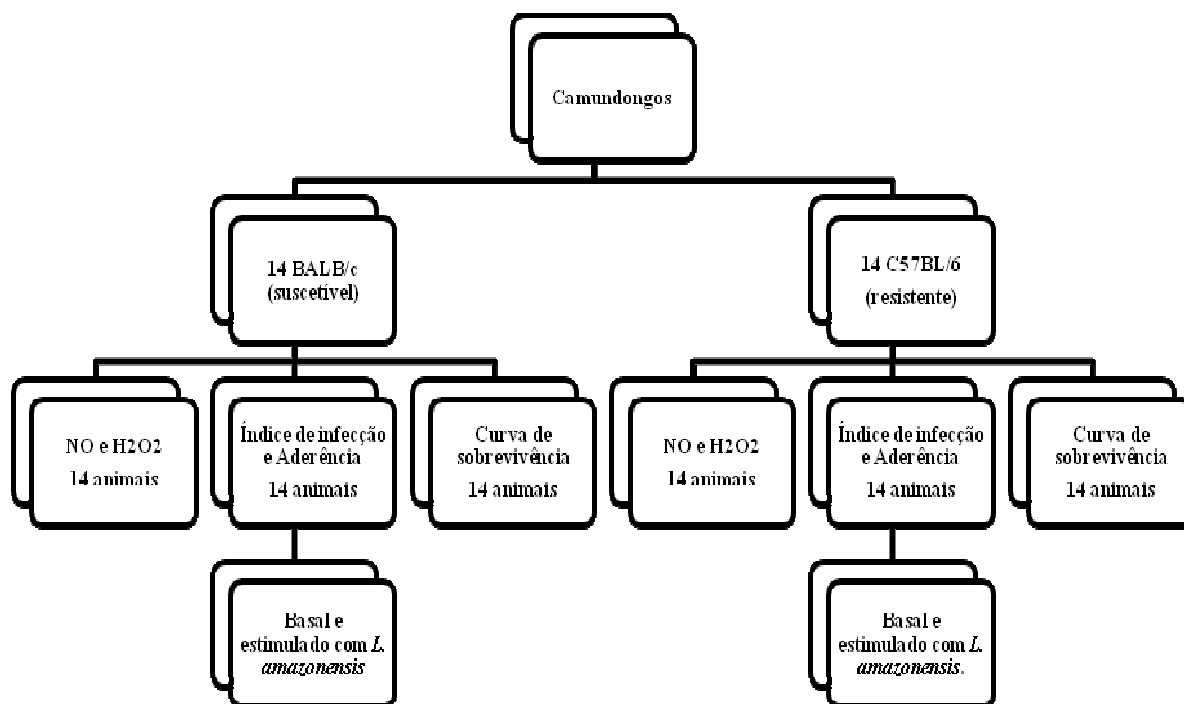 Camundongos
14 BALB/c
(suscetível)
14 C57BL/6
(resistente)
NO e H2O2
14 animais
Índice de infecção
e Aderência
14 animais
Curva de
sobrevivência
14 animais
NO e H2O2
14 animais
Índice de infecção
e Aderência
14 animais
Curva de
sobrevivência
14 animais
Basal e
estimulado com L.
amazonensis
Basal e
estimulado com L.
amazonensis.